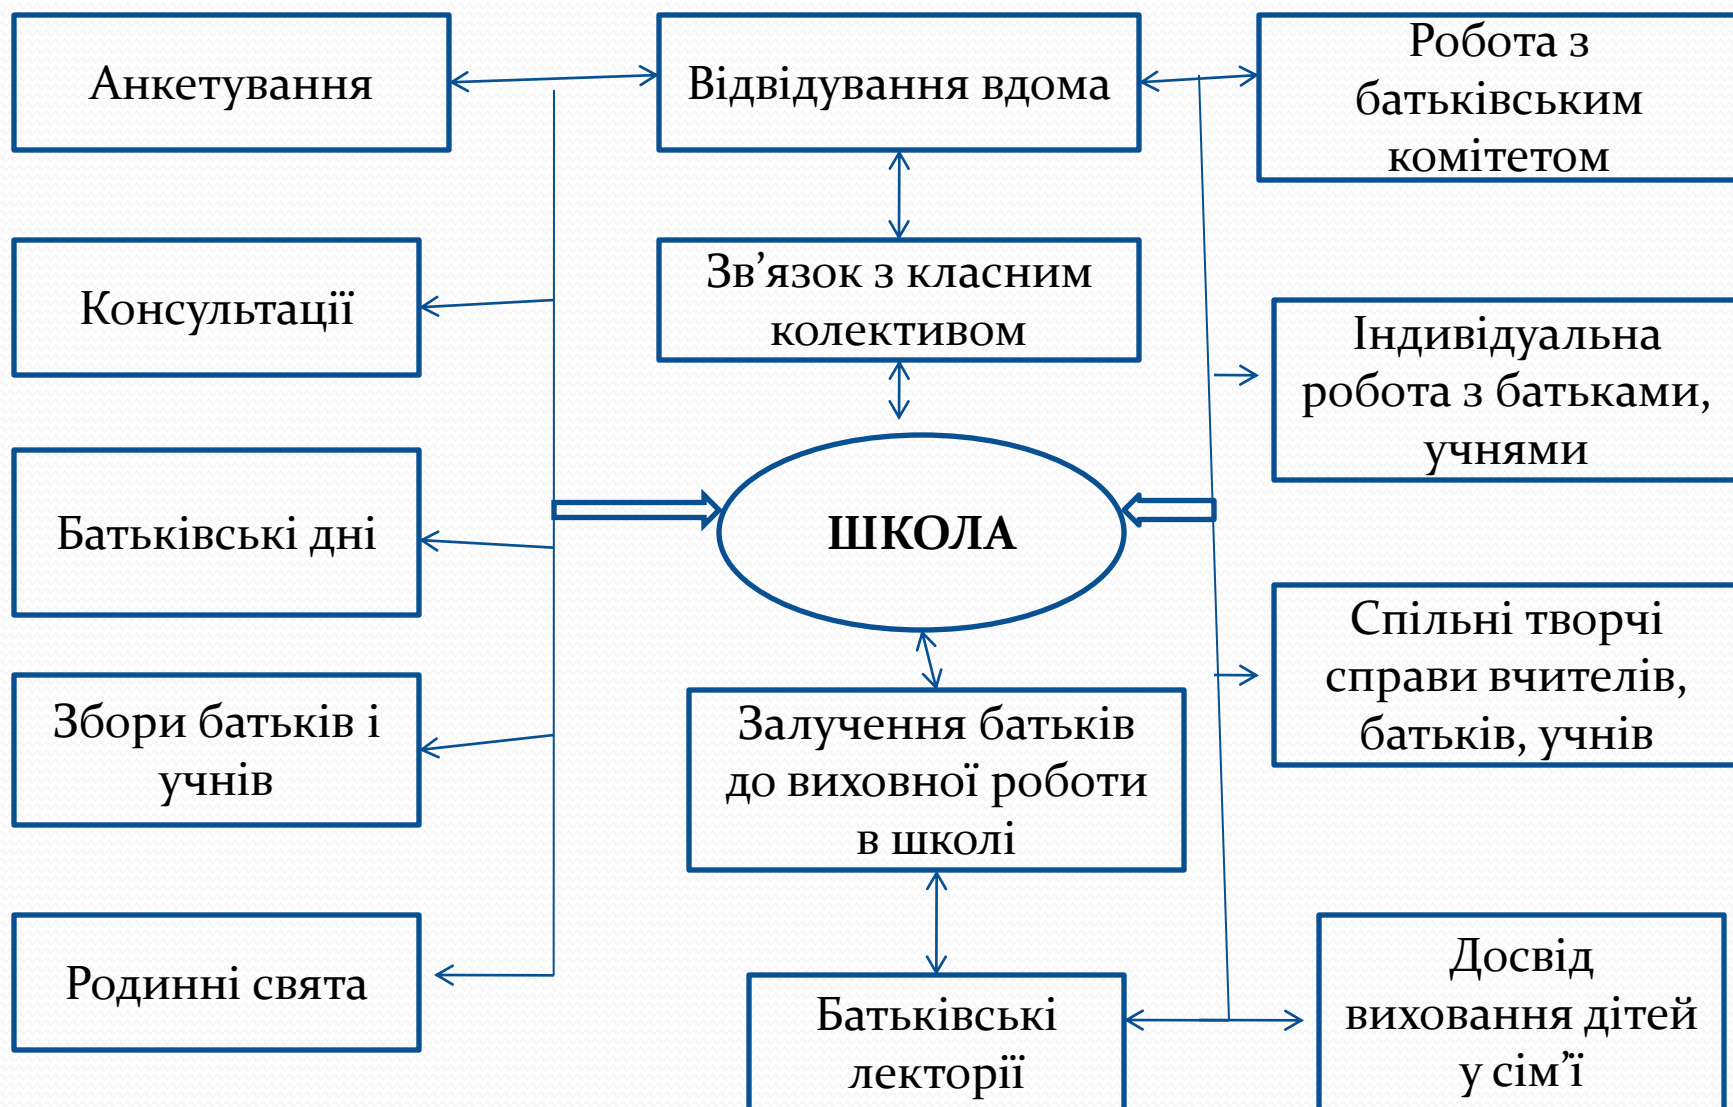 Анкетування
Відвідування вдома
Робота з
батьківським
комітетом
Консультації
Зв’язок з класним
колективом
Індивідуальна
робота з батьками,
учнями
Батьківські дні
ШКОЛА
Спільні творчі
справи вчителів,
батьків, учнів
Збори батьків і
учнів
Залучення батьків
до виховної роботи
в школі
Родинні свята
Батьківські
лекторії
Досвід
виховання дітей
у сім’ї